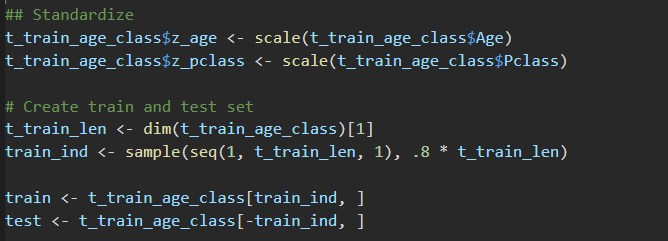 ## Standardize
t_train_age_class$z_age <- scale(t_train_age_class$Age)
t_train_age_class$z_pclass <- scale(t_train_age_class$Pclass)
# Create train and test set
t_train_len <- dim(t_train_age_class)[1]
train_ind <- sample(seq(1, t_train_len, 1), .8 * t_train_len)
train <- t_train_age_class[train_ind, ]
test <- t_train_age_class[-train_ind, ]